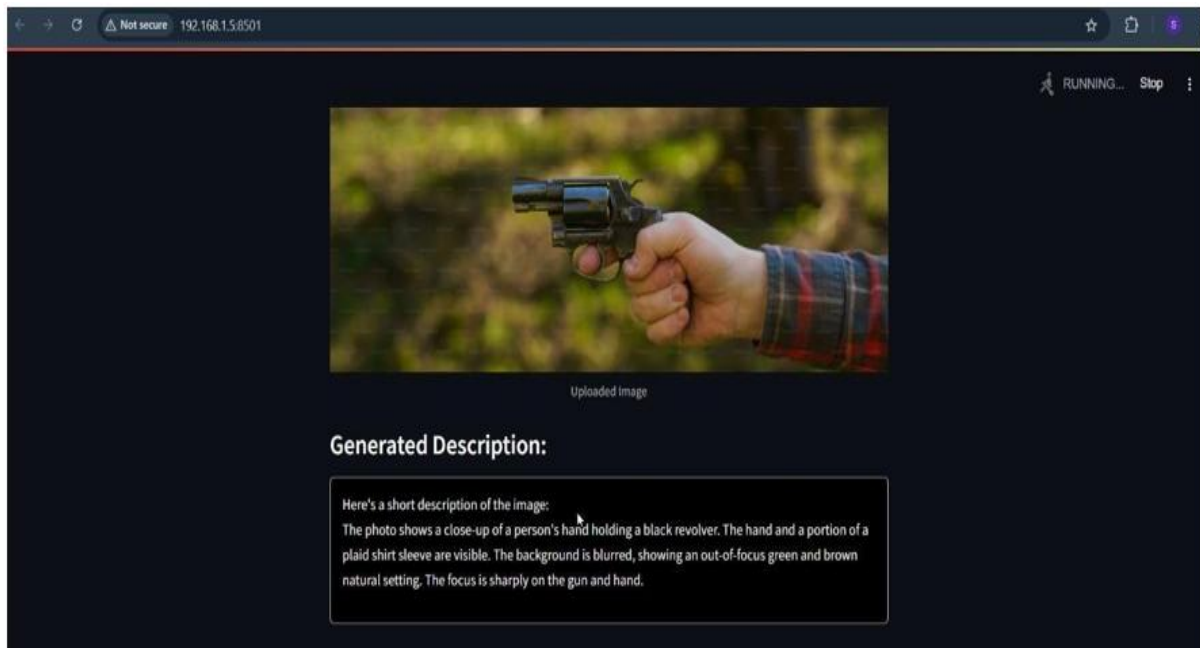 Not secure 192.168.1.5:8501
S
RUNNING... Stop
Uploaded Image
Generated Description:
Here's a short description of the image:
The photo shows a close-up of a person's hand holding a black revolver. The hand and a portion of a
plaid shirt sleeve are visible. The background is blurred, showing an out-of-focus green and brown
natural setting. The focus is sharply on the gun and hand.